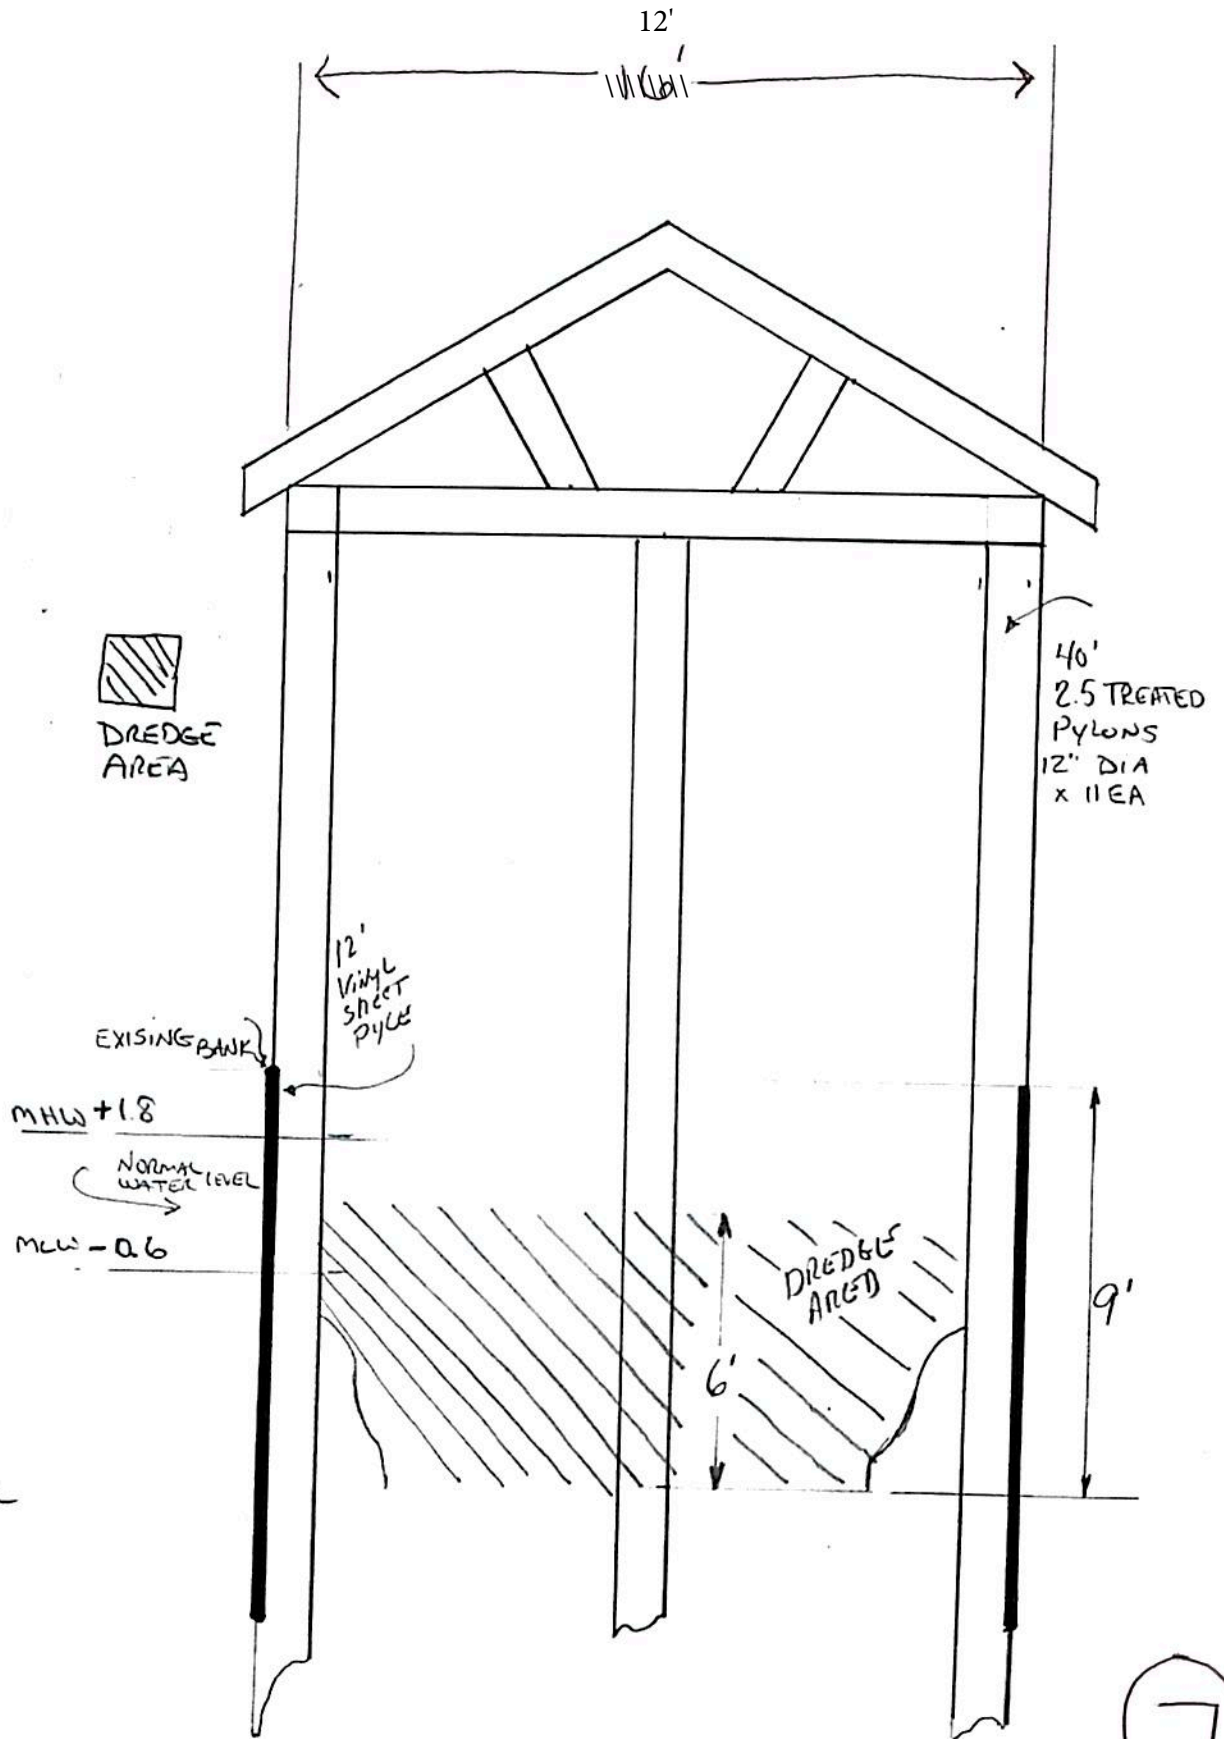 12'
DREDGE
AREA
40'
2.5 TREATED
PYLONS
12" DIA
x 11 EA
12'
VINYL
SHEET
PYLE
EXISING BANK
MHW +1.8
NORMAL
WATER LEVEL
MLW - 0.6
DREDGE
AREA
6'
9'